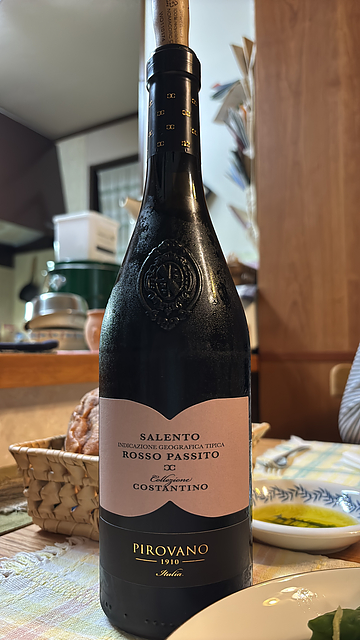 SALENTO
INDICAZIONE GEOGRAFICA TIPICA
ROSSO PASSITO
Collezione
COSTANTINO
PIROVANO
1910
Italia